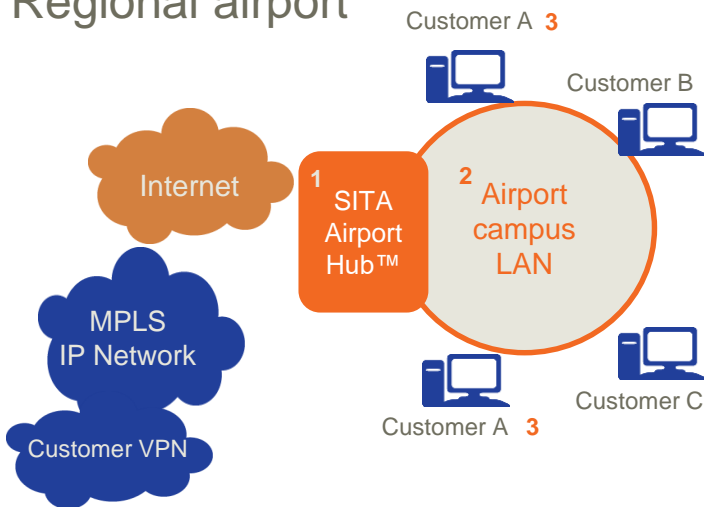 Regional airport
Customer A 3
Customer B
Internet
1
SITA
Airport
Hub™
2
Airport
campus
LAN
MPLS
IP Network
Customer VPN
Customer C
Customer A 3